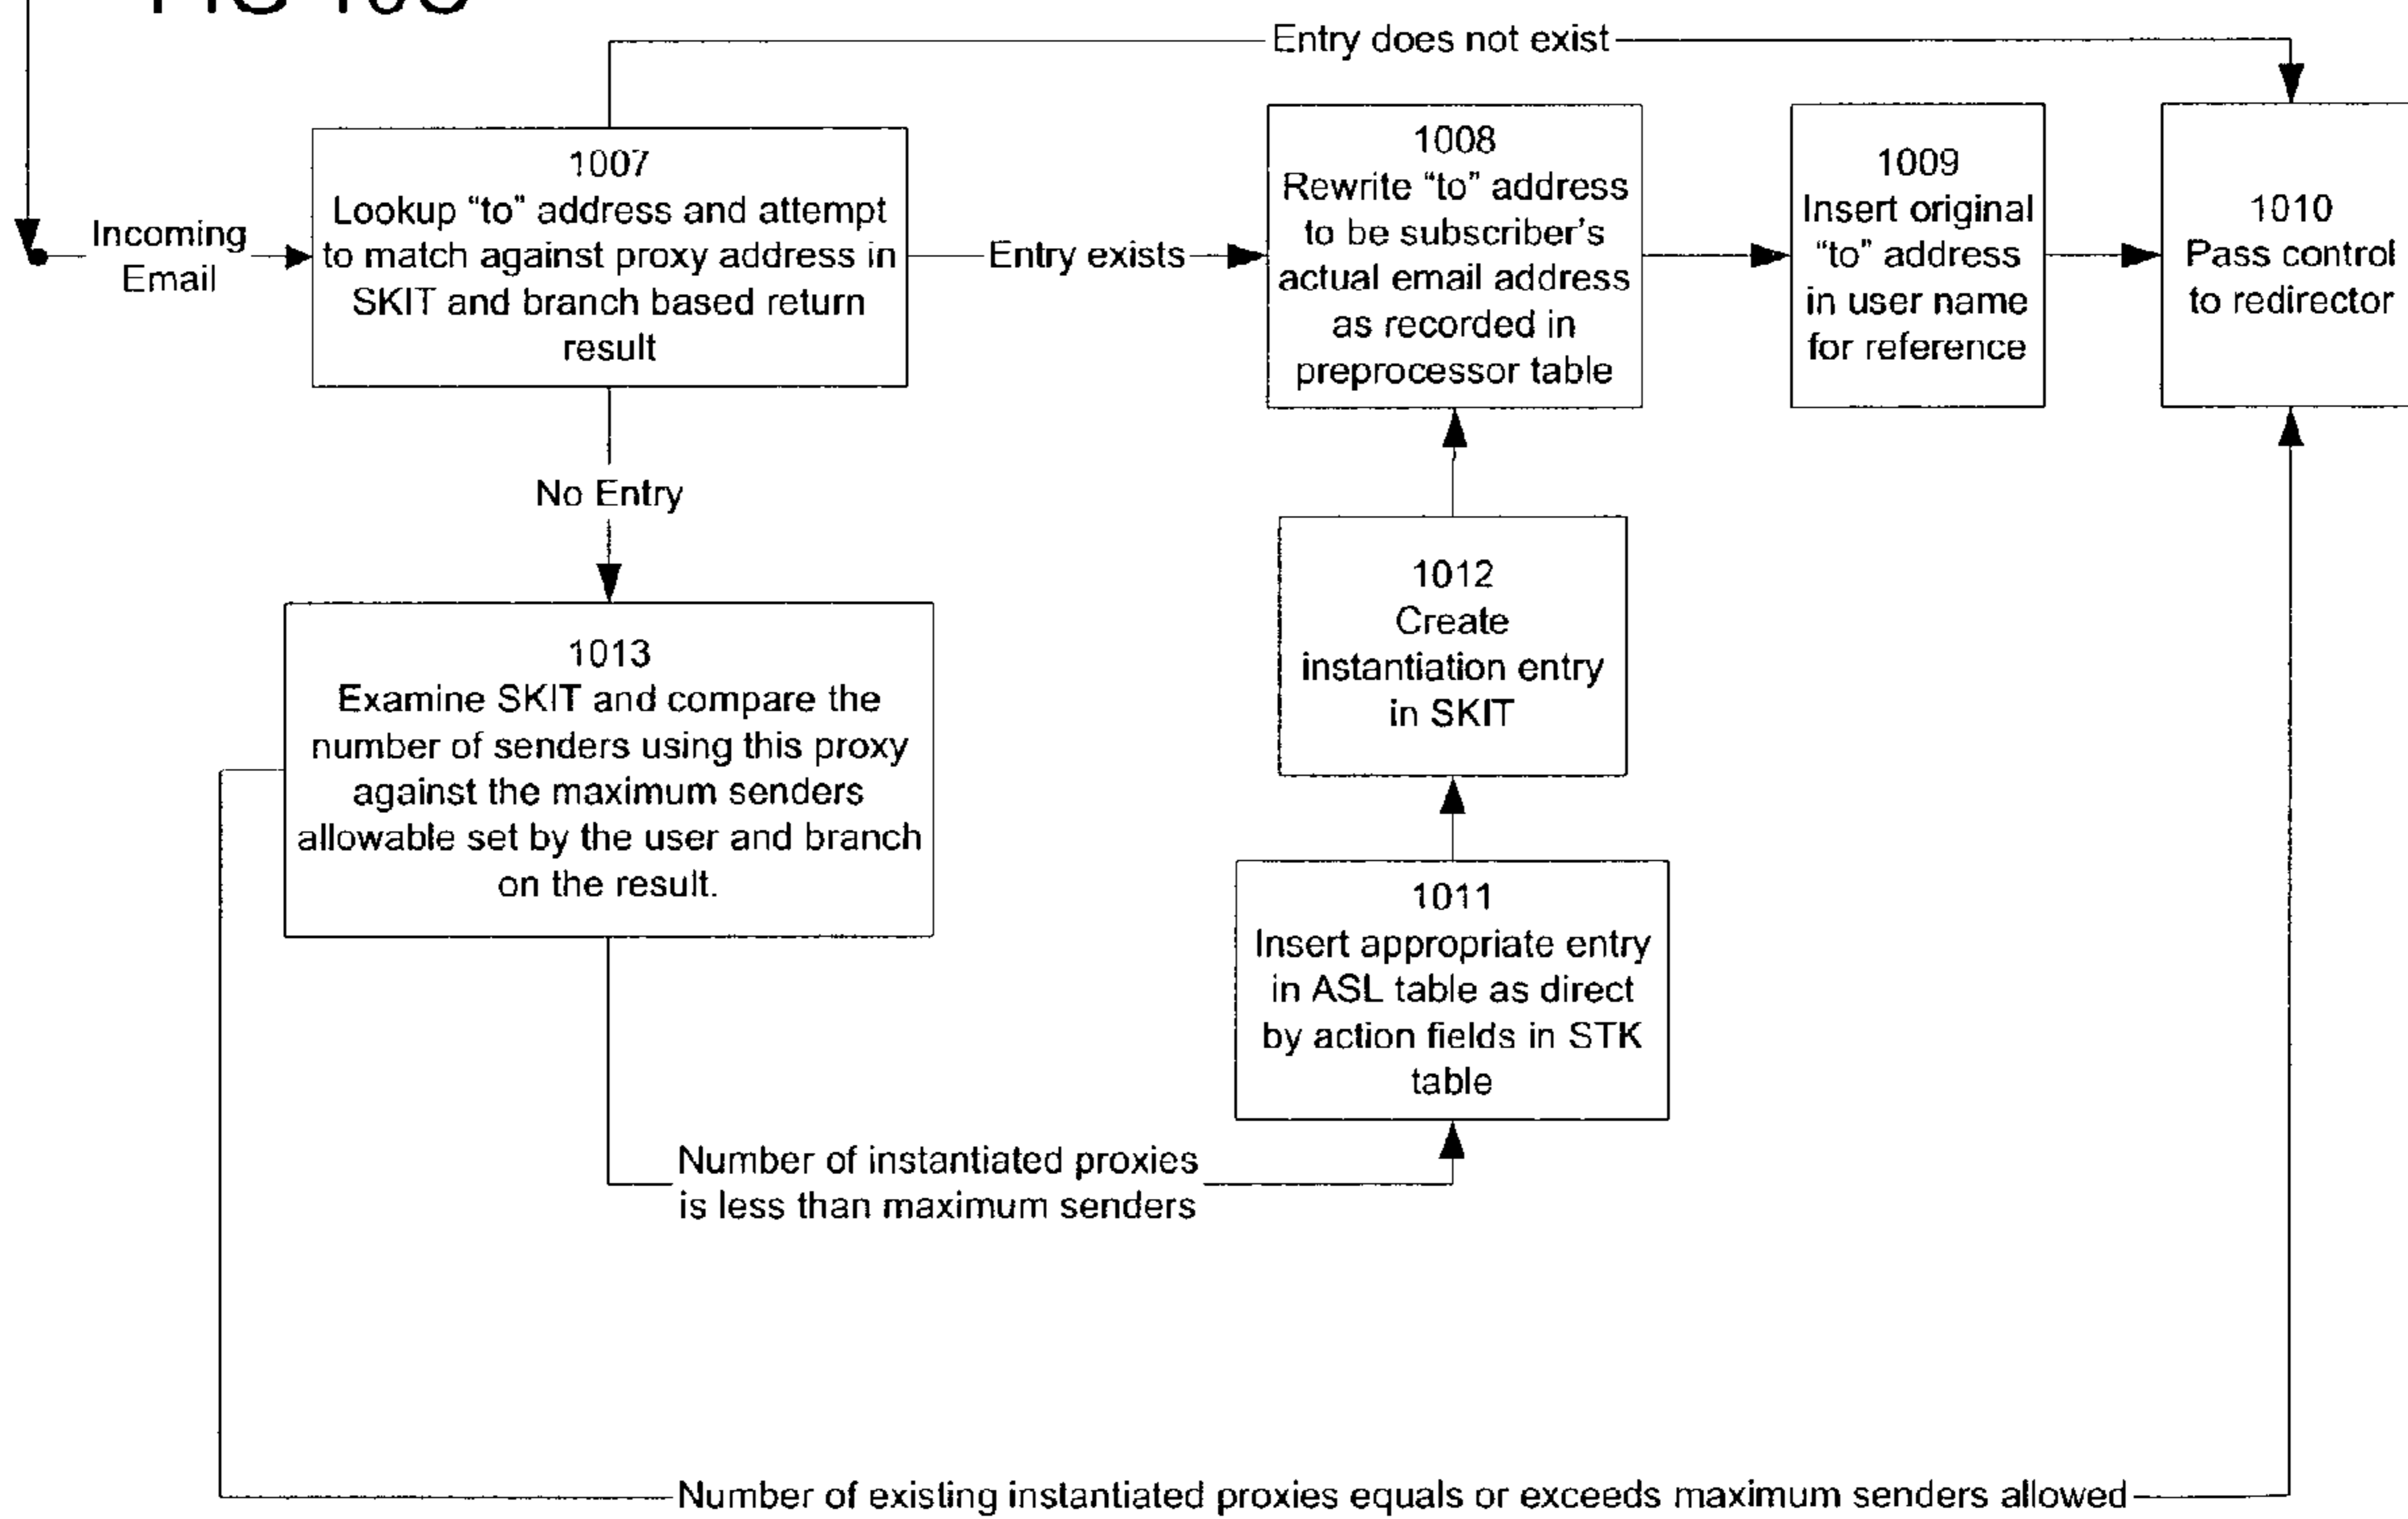 Entry does not exist
1007
Lookup “to” address and attempt
to match against proxy address in
SKIT and branch based return
result
Incoming
Email
Entry exists
1008
Rewrite “to” address
to be subscriber’s
actual email address
as recorded in
preprocessor table
1009
Insert original
“to” address
in user name
for reference
1010
Pass control
to redirector
No Entry
1013
Examine SKIT and compare the
number of senders using this proxy
against the maximum senders
allowable set by the user and branch
on the result.
1012
Create
instantiation entry
in SKIT
1011
Insert appropriate entry
in ASL table as direct
by action fields in STK
table
Number of instantiated proxies
is less than maximum senders
Number of existing instantiated proxies equals or exceeds maximum senders allowed